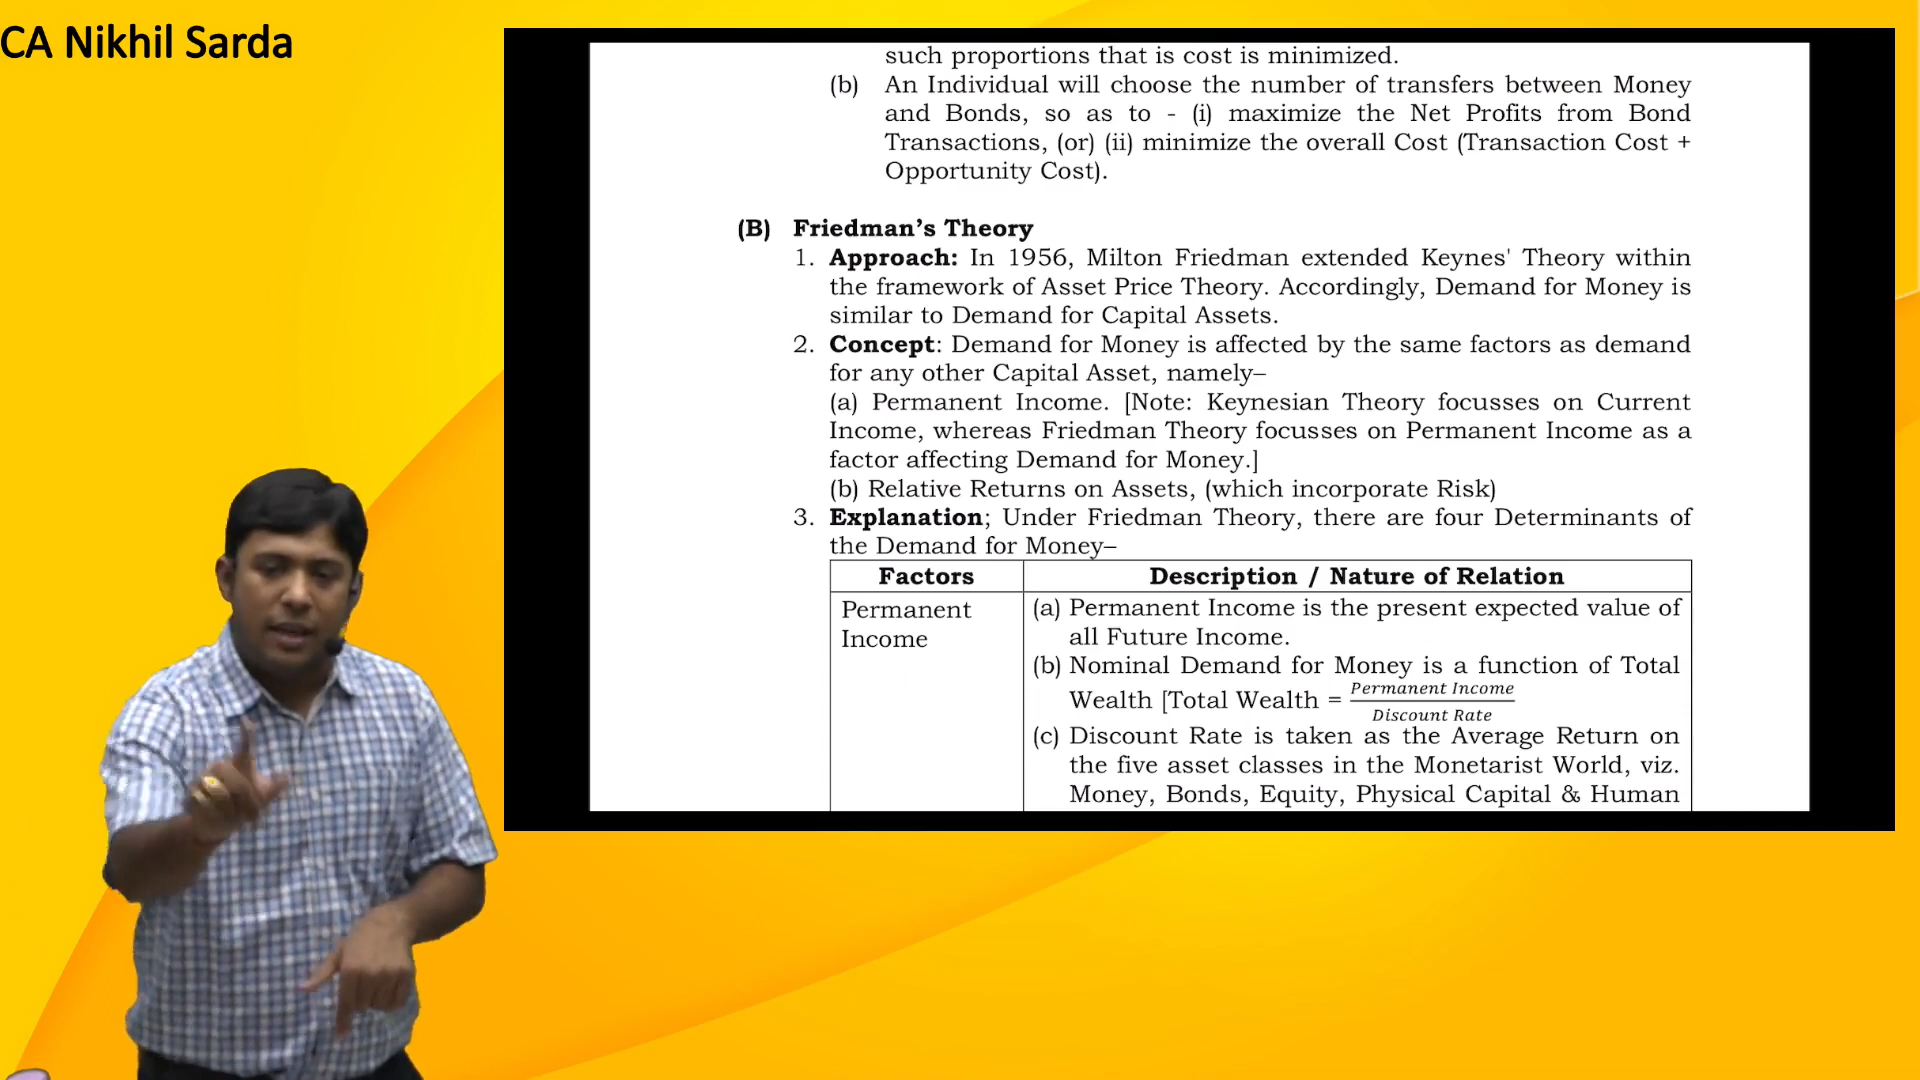 CA Nikhil Sarda
such proportions that is cost is minimized.
(b) An Individual will choose the number of transfers between Money
and Bonds, so as to - (i) maximize the Net Profits from Bond
Transactions, (or) (ii) minimize the overall Cost (Transaction Cost +
Opportunity Cost).
(B) Friedman’s Theory
1. Approach: In 1956, Milton Friedman extended Keynes' Theory within
the framework of Asset Price Theory. Accordingly, Demand for Money is
similar to Demand for Capital Assets.
2. Concept: Demand for Money is affected by the same factors as demand
for any other Capital Asset, namely–
(a) Permanent Income. [Note: Keynesian Theory focusses on Current
Income, whereas Friedman Theory focusses on Permanent Income as a
factor affecting Demand for Money.]
(b) Relative Returns on Assets, (which incorporate Risk)
3. Explanation; Under Friedman Theory, there are four Determinants of
the Demand for Money–
Factors Description / Nature of Relation
Permanent
Income
(a) Permanent Income is the present expected value of
all Future Income.
(b) Nominal Demand for Money is a function of Total
Wealth [Total Wealth = Permanent Income
Discount Rate
(c) Discount Rate is taken as the Average Return on
the five asset classes in the Monetarist World, viz.
Money, Bonds, Equity, Physical Capital & Human